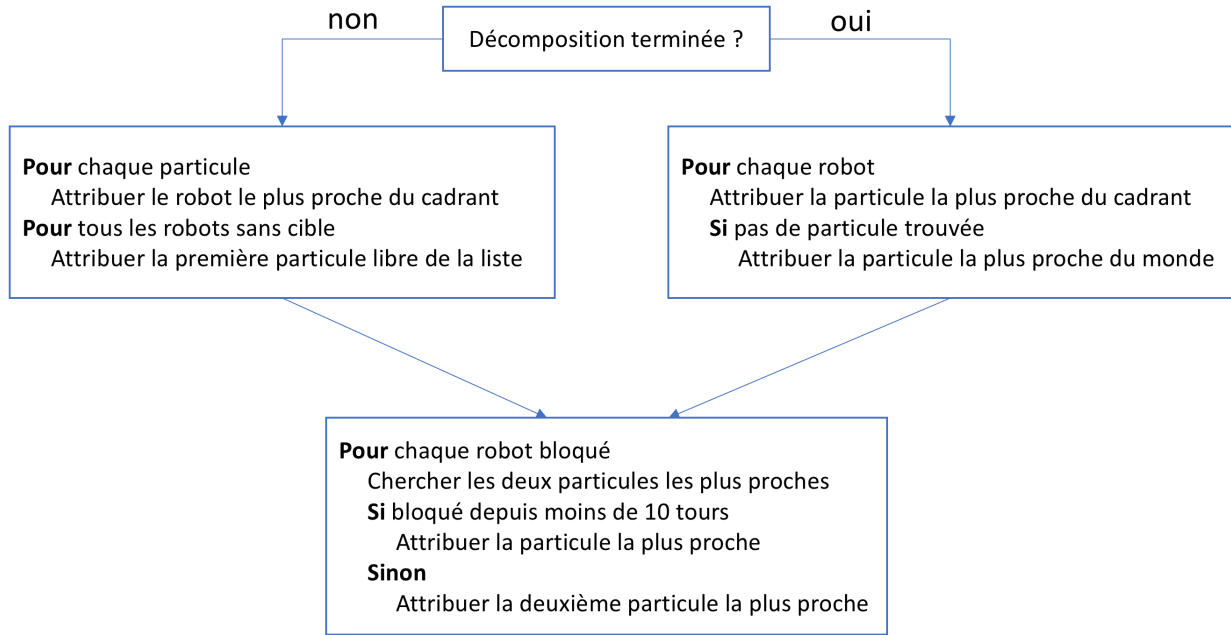 non
Décomposition terminée ?
oui
Pour chaque particule
Attribuer le robot le plus proche du cadrant
Pour tous les robots sans cible
Attribuer la première particule libre de la liste
Pour chaque robot
Attribuer la particule la plus proche du cadrant
Si pas de particule trouvée
Attribuer la particule la plus proche du monde
Pour chaque robot bloqué
Chercher les deux particules les plus proches
Si bloqué depuis moins de 10 tours
Attribuer la particule la plus proche
Sinon
Attribuer la deuxième particule la plus proche